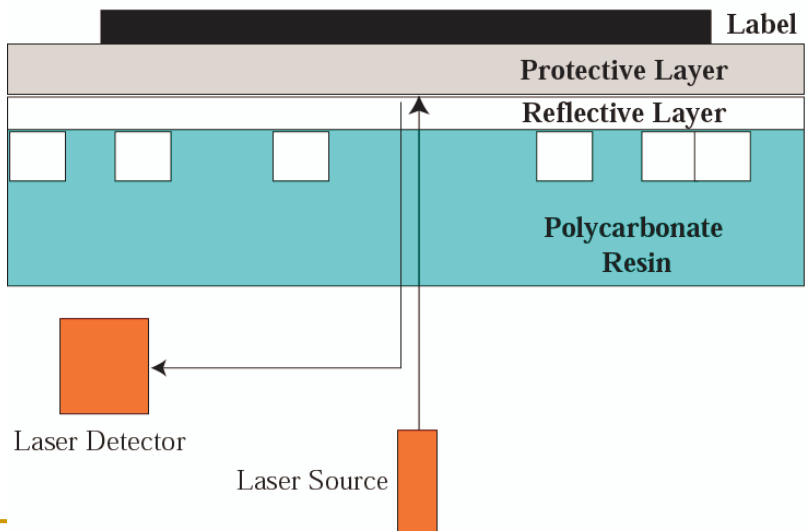 Label
Protective Layer
Reflective Layer
Polycarbonate
Resin
Laser Detector
Laser Source